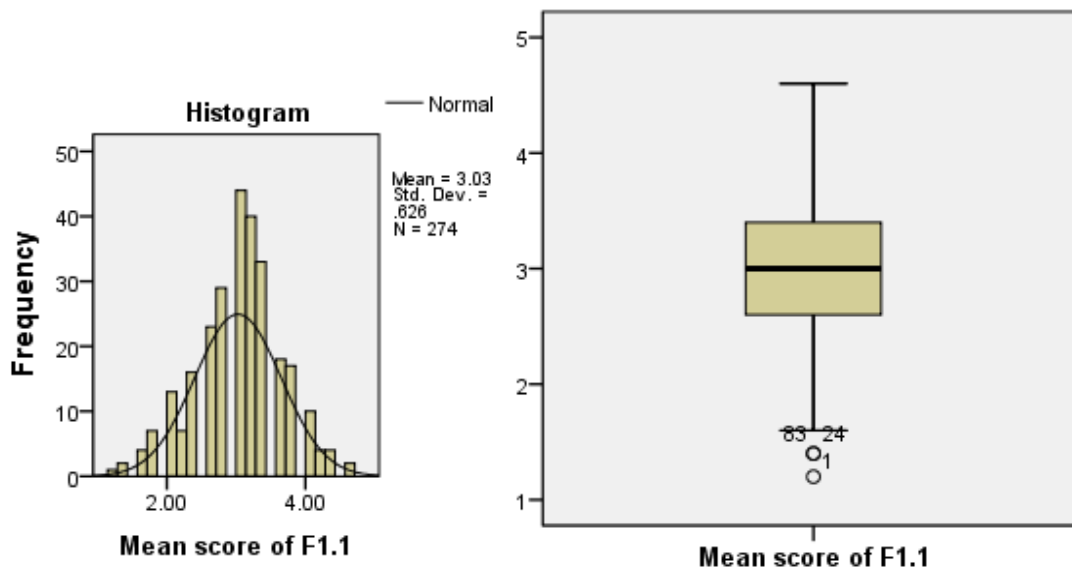 Histogram
Normal
Mean = 3.03
Std. Dev. =
.626
N = 274
Frequency
50
40
30
20
10
0
2.00
4.00
Mean score of F1.1
5
4
3
2
1
83
24
1
Mean score of F1.1